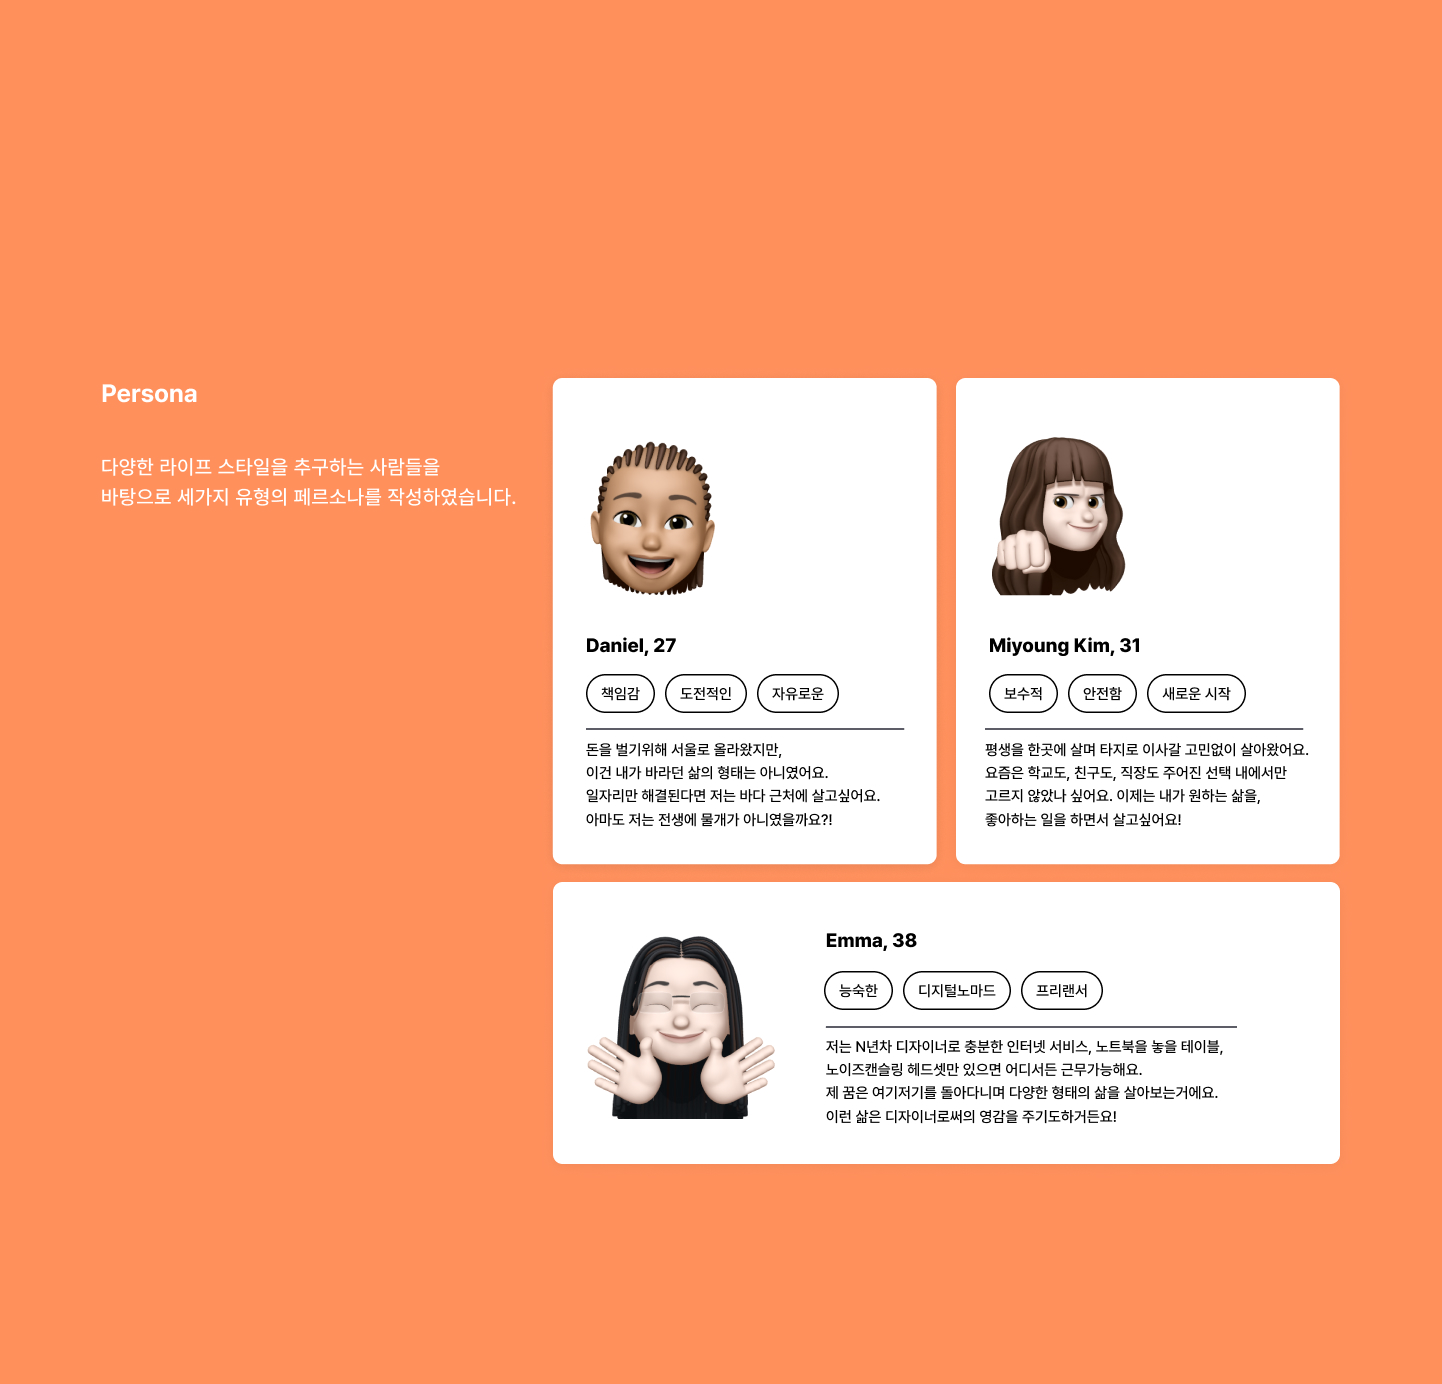 Persona
다양한 라이프 스타일을 추구하는 사람들을
바탕으로 세가지 유형의 페르소나를 작성하였습니다.
Daniel, 27
책임감 도전적인 자유로운
돈을 벌기위해 서울로 올라왔지만,
이건 내가 바라던 삶의 형태는 아니였어요.
일자리만 해결된다면 저는 바다 근처에 살고싶어요.
아마도 저는 전생에 물개가 아니였을까요?!
Miyoung Kim, 31
보수적 안전함 새로운 시작
평생을 한곳에 살며 타지로 이사갈 고민없이 살아왔어요.
요즘은 학교도, 친구도, 직장도 주어진 선택 내에서만
고르지 않았나 싶어요. 이제는 내가 원하는 삶을,
좋아하는 일을 하면서 살고싶어요!
Emma, 38
능숙한 디지털노마드 프리랜서
저는 N년차 디자이너로 충분한 인터넷 서비스, 노트북을 놓을 테이블,
노이즈캔슬링 헤드셋만 있으면 어디서든 근무가능해요.
제 꿈은 여기저기를 돌아다니며 다양한 형태의 삶을 살아보는거에요.
이런 삶은 디자이너로써의 영감을 주기도하거든요!